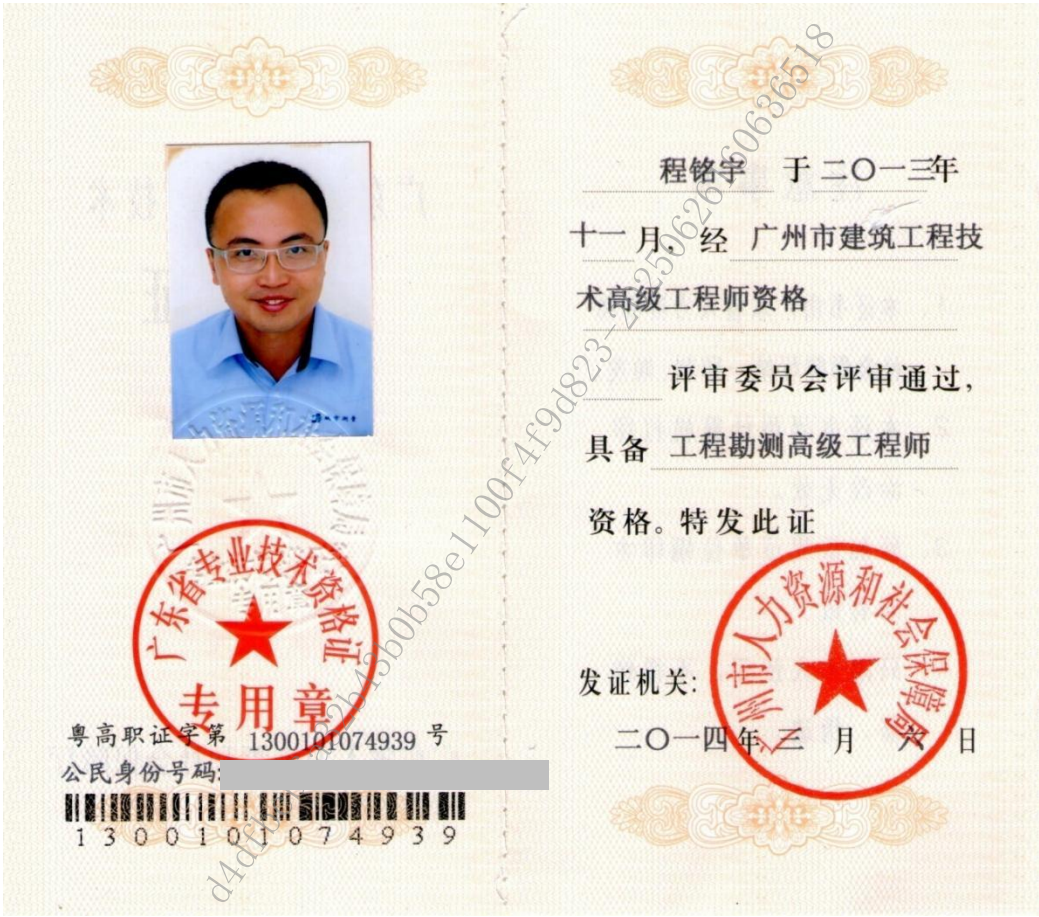 广东省专业技术资格证
专用章
粤高职证字第 1300101074939 号
公民身份号码:
1300101074939
程铭宇 于二〇一三年
十一月,经 广州市建筑工程技
术高级工程师资格
评审委员会评审通过,
具备 工程勘测高级工程师
资格。特发此证
广州市人力资源和社会保障局
发证机关:
二〇一四年 三 月 六 日